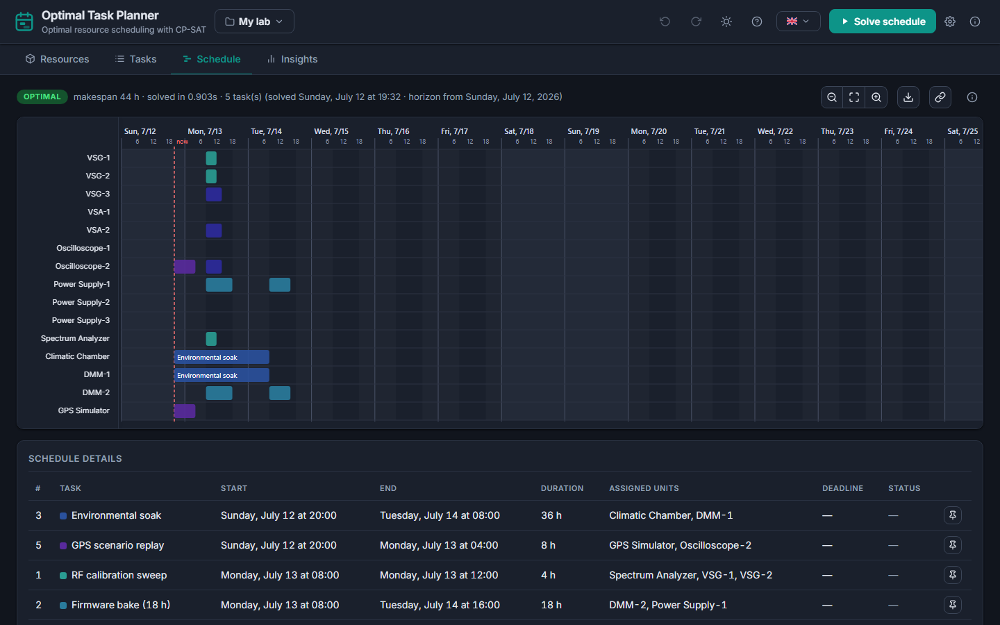 Optimal Task Planner
Optimal resource scheduling with CP-SAT
My lab
Solve schedule
Resources
Tasks
Schedule
Insights
OPTIMAL
makespan 44 h · solved in 0.903s · 5 task(s) (solved Sunday, July 12 at 19:32 · horizon from Sunday, July 12, 2026)
Sun, 7/12 Mon, 7/13 Tue, 7/14 Wed, 7/15 Thu, 7/16 Fri, 7/17 Sat, 7/18 Sun, 7/19 Mon, 7/20 Tue, 7/21 Wed, 7/22 Thu, 7/23 Fri, 7/24 Sat, 7/25
6 12 18 now 6 12 18 6 12 18 6 12 18 6 12 18 6 12 18 6 12 18 6 12 18 6 12 18 6 12 18 6 12 18 6 12 18 6 12 18 6 12
VSG-1
VSG-2
VSG-3
VSA-1
VSA-2
Oscilloscope-1
Oscilloscope-2
Power Supply-1
Power Supply-2
Power Supply-3
Spectrum Analyzer
Climatic Chamber Environmental soak
DMM-1 Environmental soak
DMM-2
GPS Simulator
SCHEDULE DETAILS
# TASK START END DURATION ASSIGNED UNITS DEADLINE STATUS
3 Environmental soak Sunday, July 12 at 20:00 Tuesday, July 14 at 08:00 36 h Climatic Chamber, DMM-1 — —
5 GPS scenario replay Sunday, July 12 at 20:00 Monday, July 13 at 04:00 8 h GPS Simulator, Oscilloscope-2 — —
1 RF calibration sweep Monday, July 13 at 08:00 Monday, July 13 at 12:00 4 h Spectrum Analyzer, VSG-1, VSG-2 — —
2 Firmware bake (18 h) Monday, July 13 at 08:00 Tuesday, July 14 at 16:00 18 h DMM-2, Power Supply-1 — —